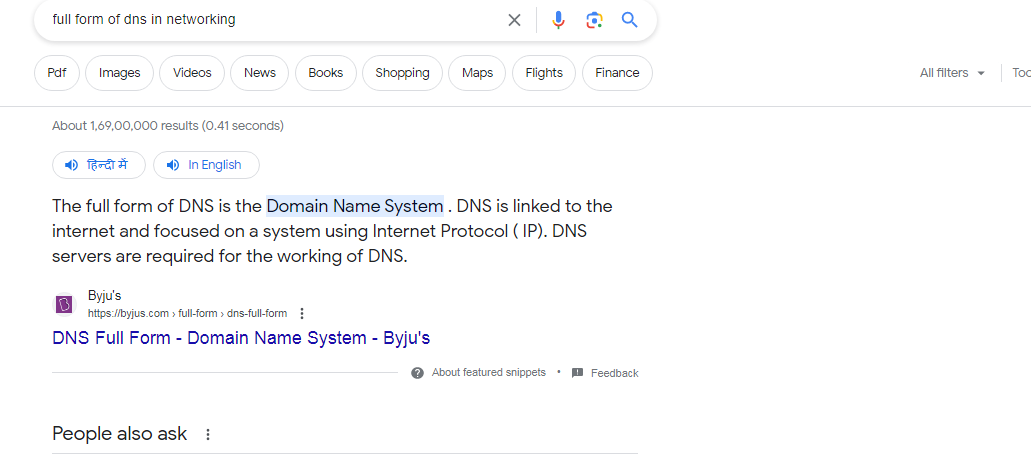 full form of dns in networking
Pdf Images Videos News Books Shopping Maps Flights Finance All filters
About 1,69,00,000 results (0.41 seconds)
हिन्दी में In English
The full form of DNS is the Domain Name System . DNS is linked to the
internet and focused on a system using Internet Protocol ( IP). DNS
servers are required for the working of DNS.
Byju's
https://byjus.com › full-form › dns-full-form
DNS Full Form - Domain Name System - Byju's
About featured snippets • Feedback
People also ask